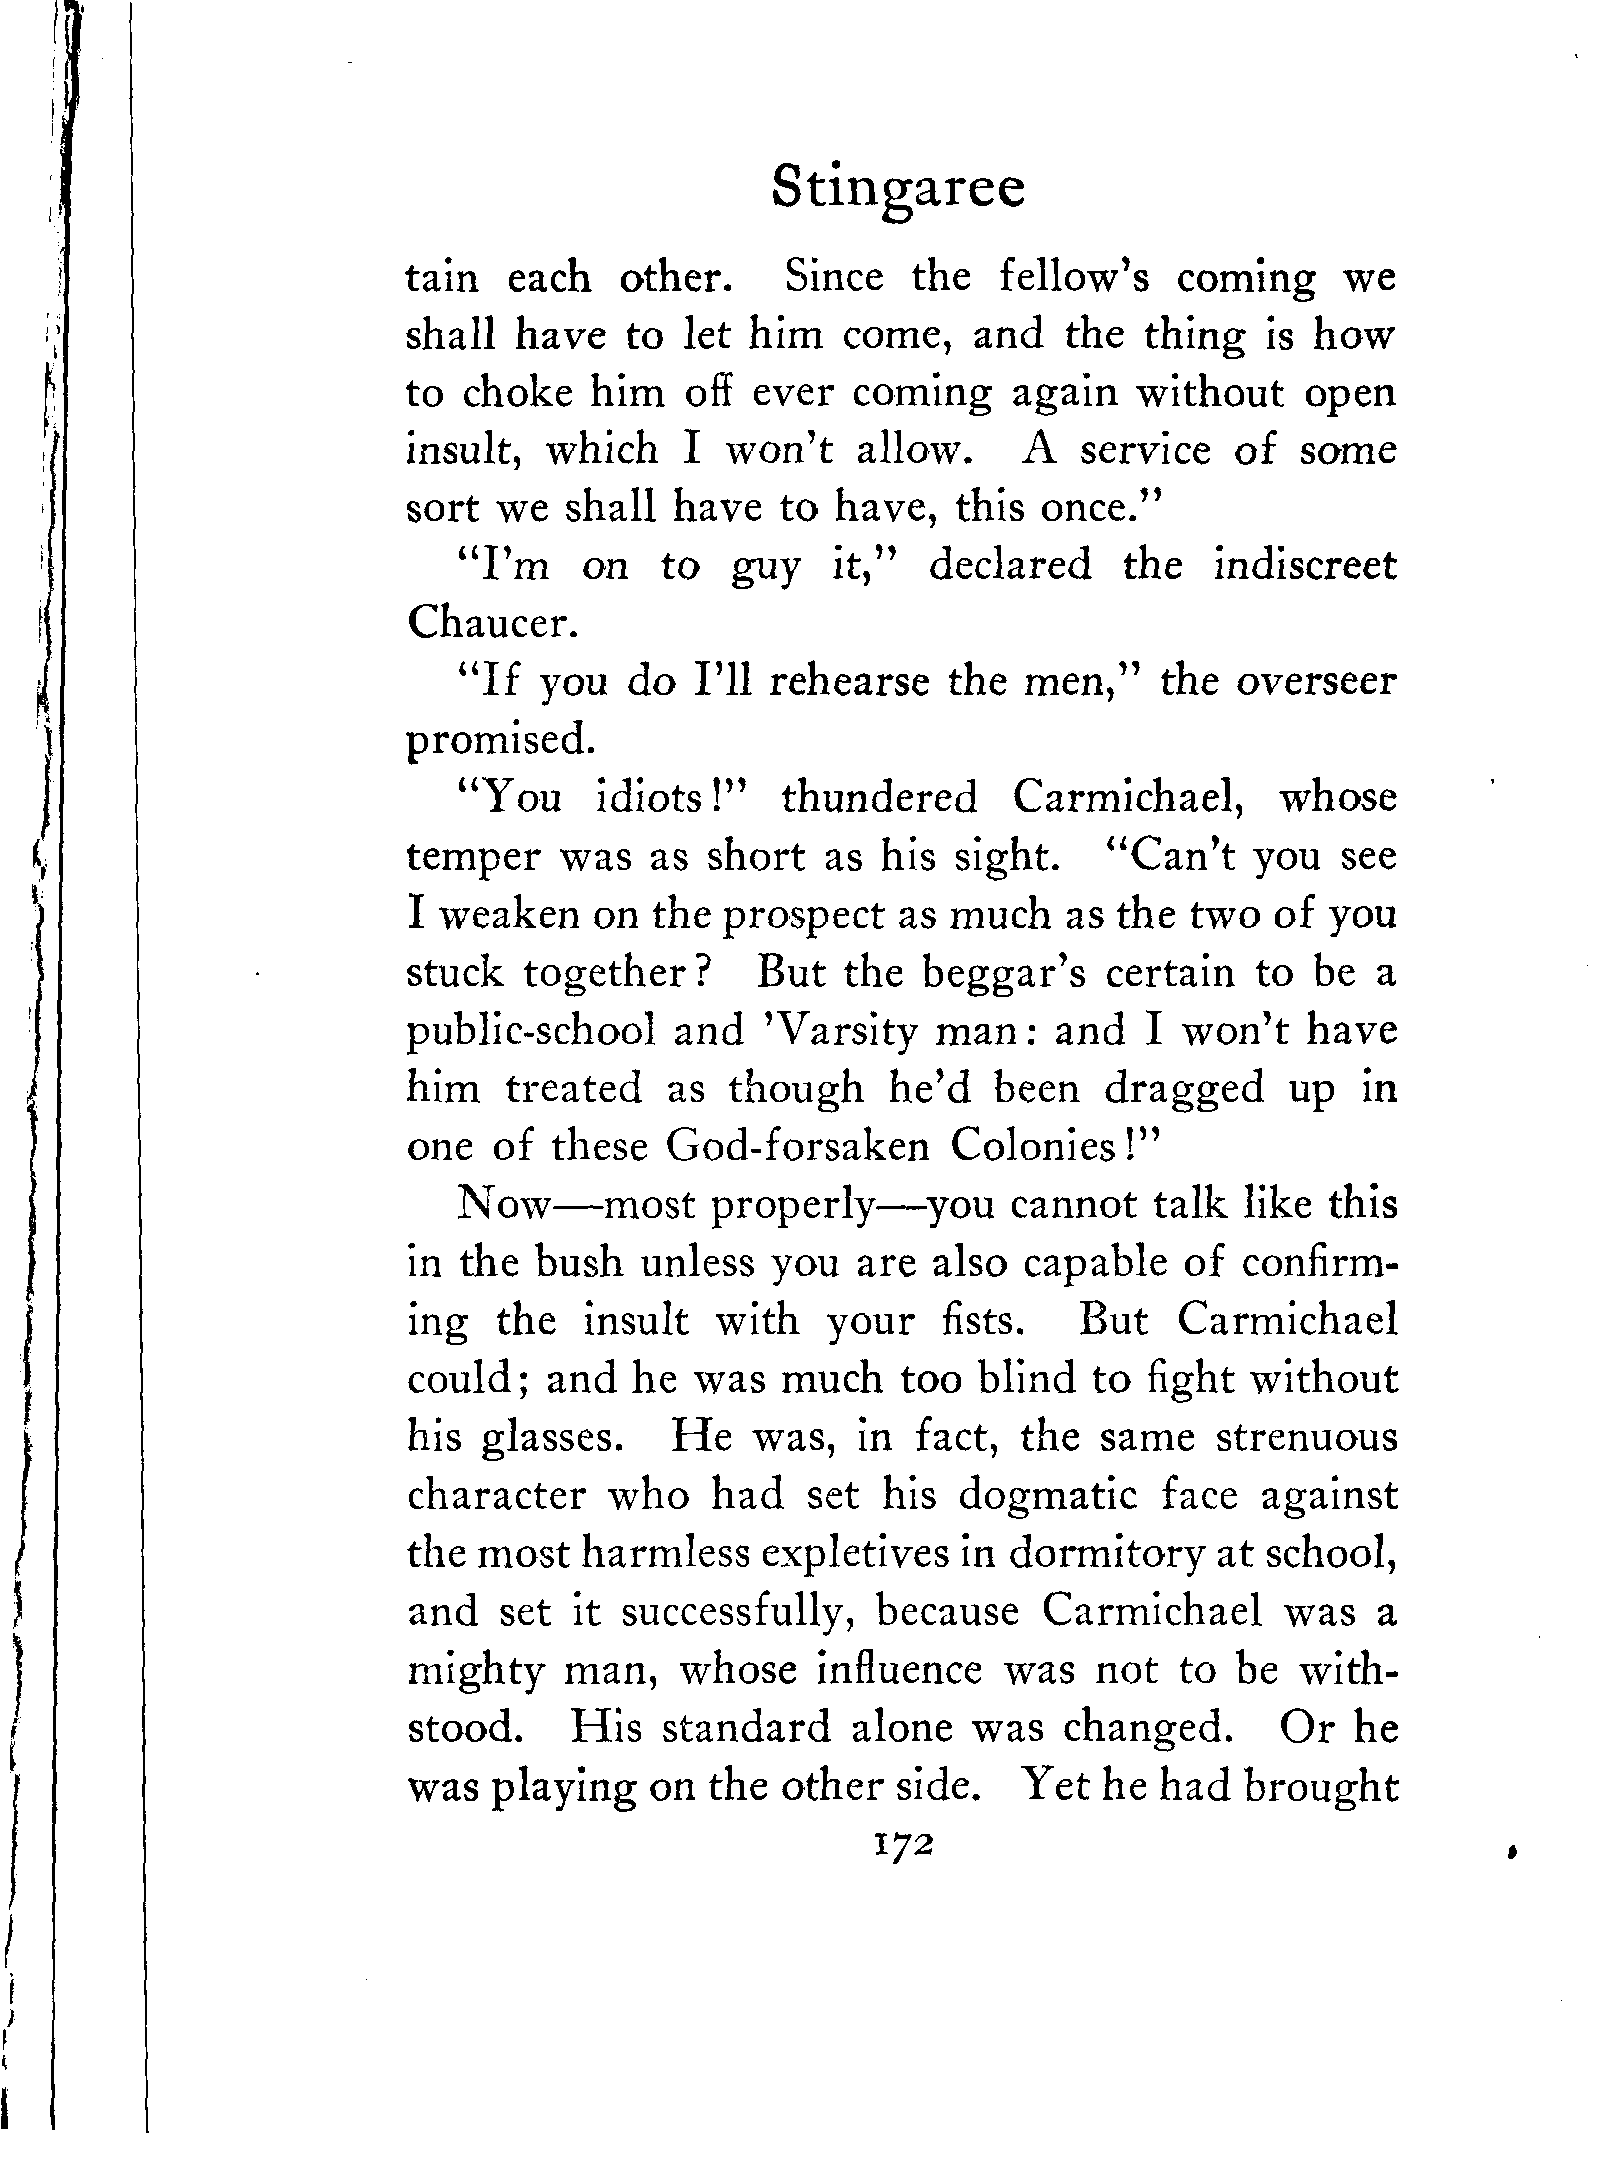 Stingaree
tain each other. Since the fellow's coming we
shall have to let him come, and the thing is how
to choke him off ever coming again without open
insult, which I won't allow. A service of some
sort we shall have to have, this once."
"I'm on to guy it," declared the indiscreet
Chaucer.
"If you do I'll rehearse the men," the overseer
promised.
"You idiots!" thundered Carmichael, whose
temper was as short as his sight. "Can't you see
I weaken on the prospect as much as the two of you
stuck together? But the beggar's certain to be a
public-school and 'Varsity man: and I won't have
him treated as though he'd been dragged up in
one of these God-forsaken Colonies!"
Now—most properly—you cannot talk like this
in the bush unless you are also capable of confirm-
ing the insult with your fists. But Carmichael
could; and he was much too blind to fight without
his glasses. He was, in fact, the same strenuous
character who had set his dogmatic face against
the most harmless expletives in dormitory at school,
and set it successfully, because Carmichael was a
mighty man, whose influence was not to be with-
stood. His standard alone was changed. Or he
was playing on the other side. Yet he had brought
172